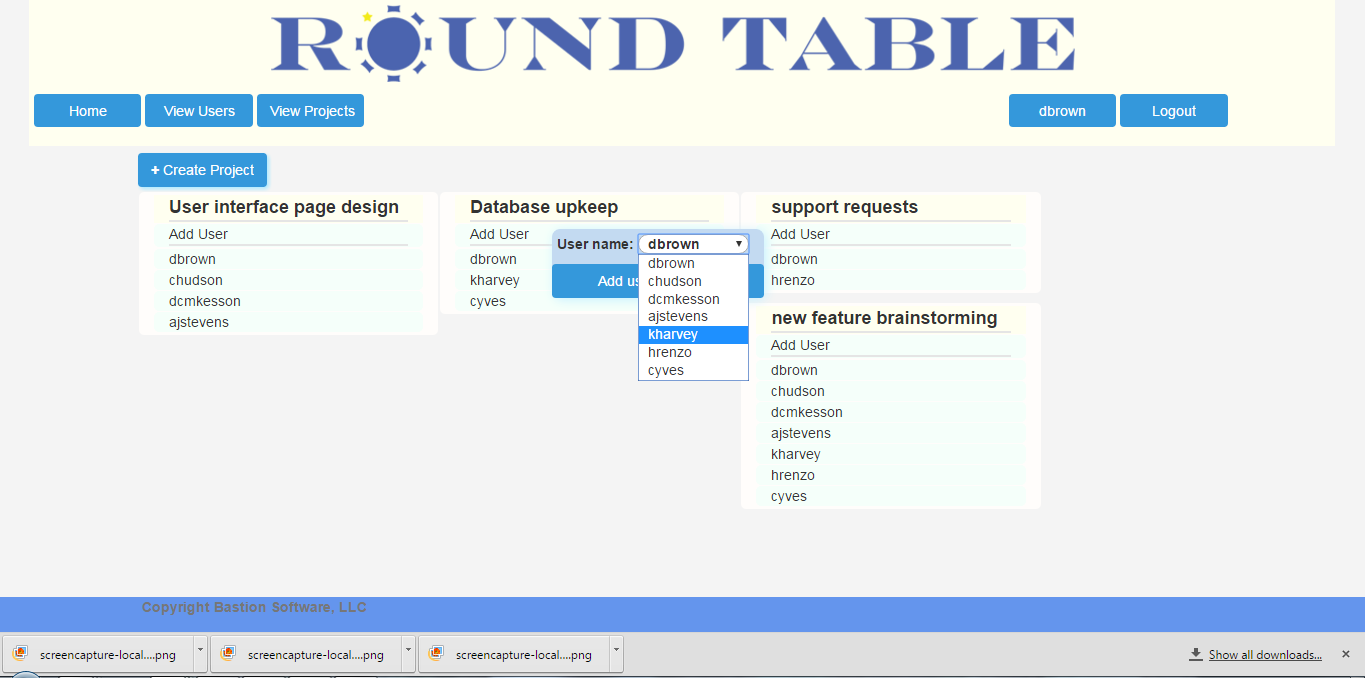 ROUND TABLE
Home
View Users
View Projects
dbrown
Logout
+ Create Project
User interface page design
Add User
dbrown
chudson
dcmkesson
ajstevens
Database upkeep
Add User
dbrown
kharvey
cyves
User name: dbrown
dbrown
chudson
dcmkesson
ajstevens
kharvey
hrenzo
cyves
support requests
Add User
dbrown
hrenzo
new feature brainstorming
Add User
dbrown
chudson
dcmkesson
ajstevens
kharvey
hrenzo
cyves
Copyright Bastion Software, LLC
screencapture-local....png
screencapture-local....png
screencapture-local....png
Show all downloads...